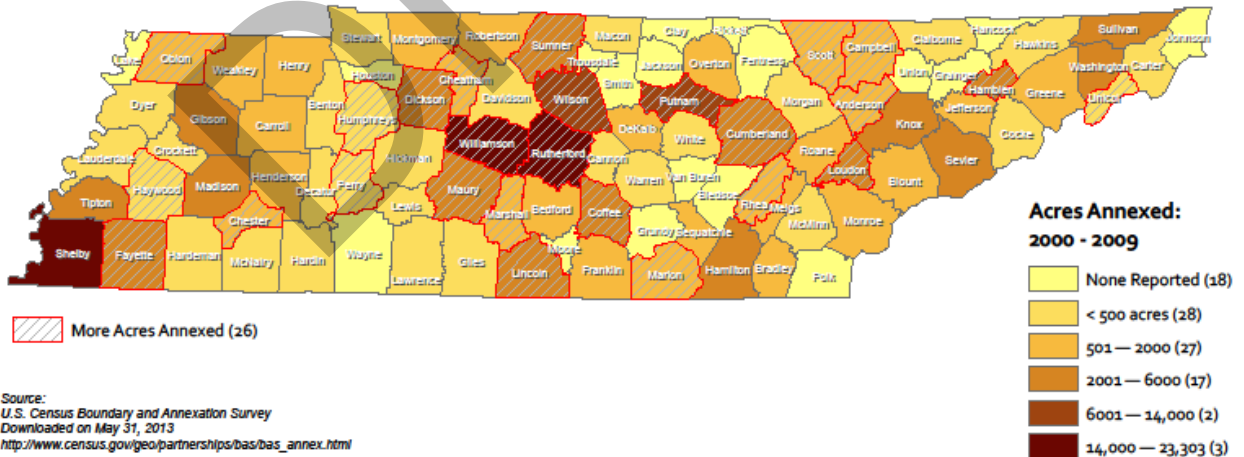 Stewart Montgomery Robertson Sumner Macon Clay Pickett Scott Campbell Claiborne Hancock Hawkins Sullivan Johnson
Lake Obion Weakley Henry Houston Cheatham Trousdale Smith Jackson Overton Fentress Union Grainger Hamblen Washington Carter
Dyer Gibson Carroll Benton Humphreys Dickson Davidson Wilson Putnam Morgan Anderson Jefferson Greene Unicoi
Lauderdale Crockett Hickman Williamson Rutherford Cannon DeKalb White Cumberland Roane Knox Cocke
Haywood Madison Henderson Decatur Perry Maury Warren Van Buren Bledsoe Loudon Sevier
Tipton Chester Lewis Marshall Bedford Coffee Rhea Meigs Blount
Shelby Fayette Hardeman McNairy Hardin Wayne Lawrence Giles Lincoln Moore Grundy Sequatchie McMinn Monroe
Franklin Marion Hamilton Bradley Polk
Acres Annexed:
2000 - 2009
None Reported (18)
< 500 acres (28)
501 — 2000 (27)
2001 — 6000 (17)
6001 — 14,000 (2)
14,000 — 23,303 (3)
More Acres Annexed (26)
Source:
U.S. Census Boundary and Annexation Survey
Downloaded on May 31, 2013
http://www.census.gov/geo/partnerships/bas/bas_annex.html